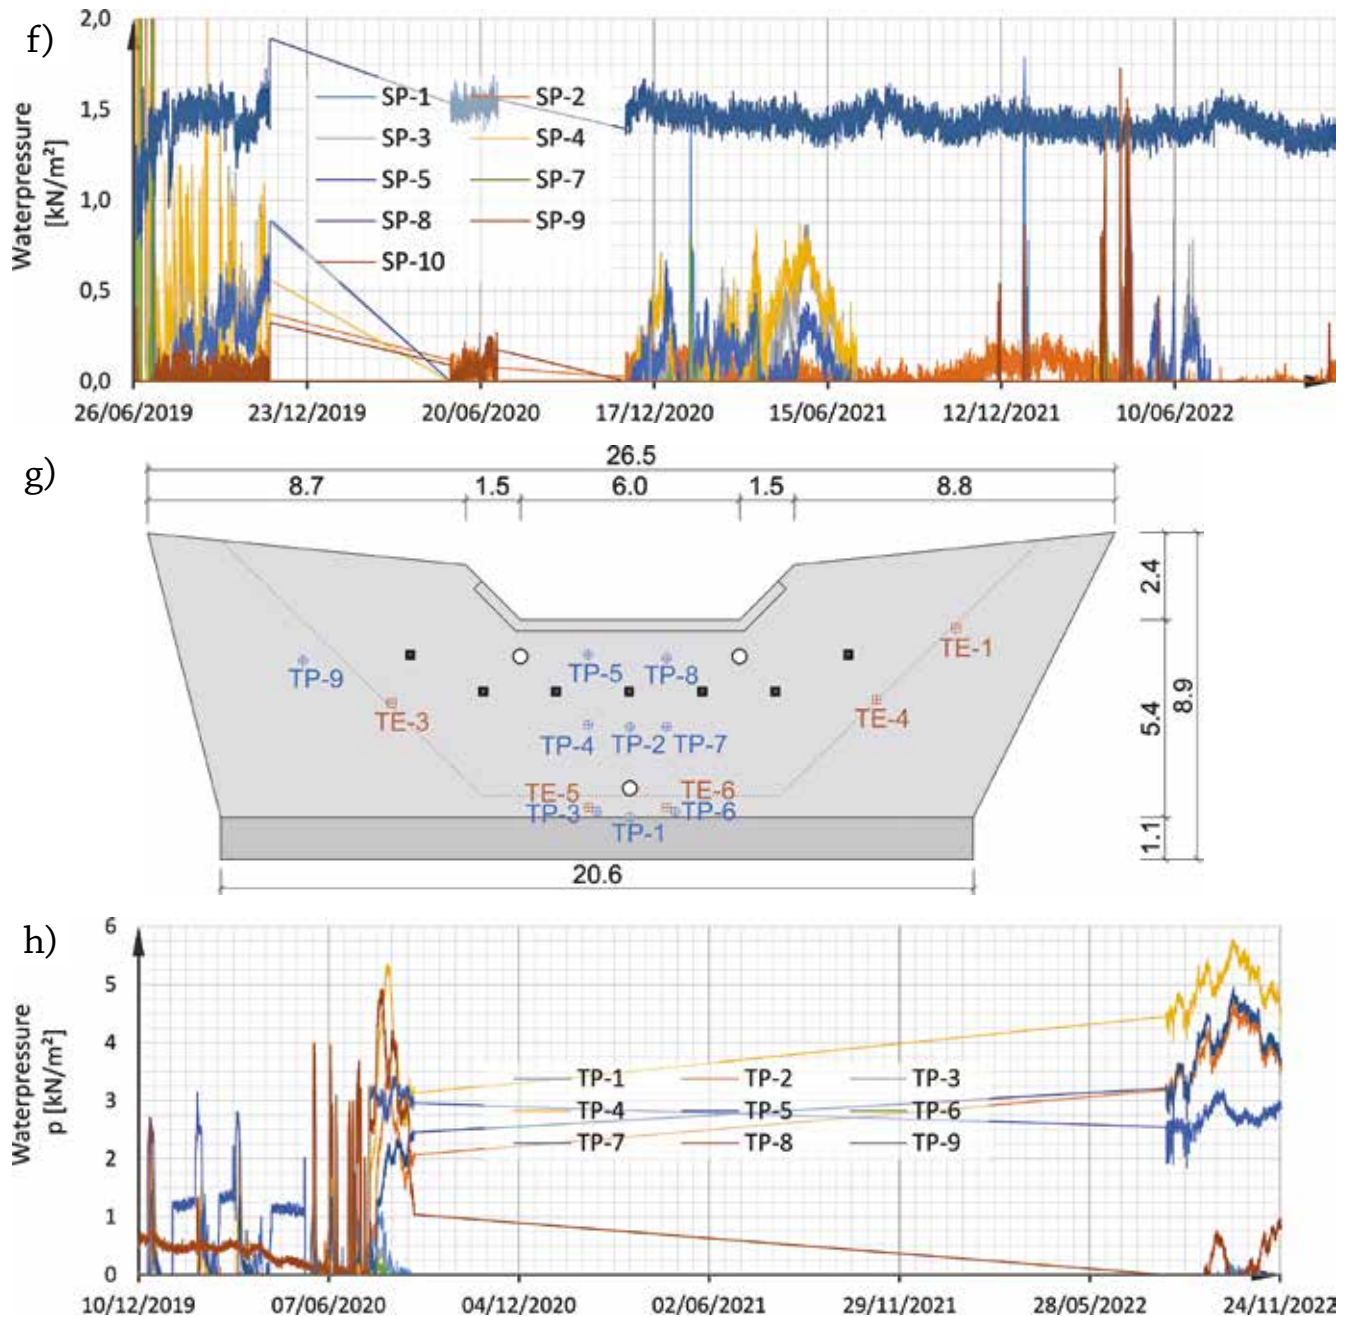 f)
Waterpressure
[kN/m²]
2,0
1,5
1,0
0,5
0,0
SP-1 SP-2
SP-3 SP-4
SP-5 SP-7
SP-8 SP-9
SP-10
26/06/2019 23/12/2019 20/06/2020 17/12/2020 15/06/2021 12/12/2021 10/06/2022
g)
26.5
8.7 1.5 6.0 1.5 8.8
2.4
5.4
8.9
1.1
TE-1
TP-9 TP-5 TP-8
TE-3 TE-4
TP-4 TP-2 TP-7
TE-5 TE-6
TP-3 TP-6
TP-1
20.6
h)
Waterpressure
p [kN/m²]
6
5
4
3
2
1
0
TP-1 TP-2 TP-3
TP-4 TP-5 TP-6
TP-7 TP-8 TP-9
10/12/2019 07/06/2020 04/12/2020 02/06/2021 29/11/2021 28/05/2022 24/11/2022